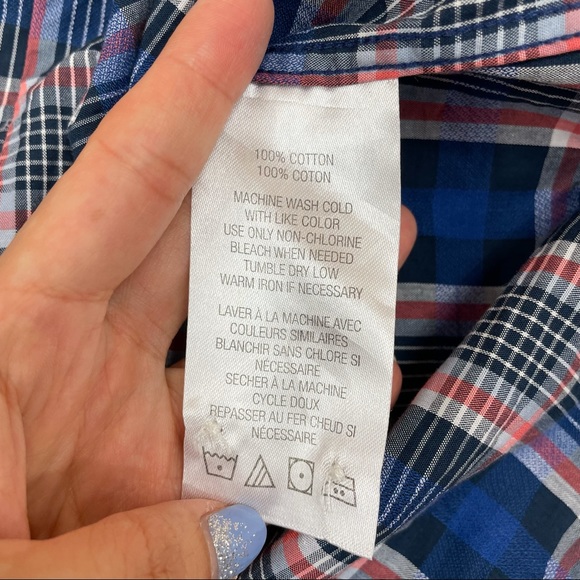 100% COTTON
100% COTON
MACHINE WASH COLD
WITH LIKE COLOR
USE ONLY NON-CHLORINE
BLEACH WHEN NEEDED
TUMBLE DRY LOW
WARM IRON IF NECESSARY
LAVER À LA MACHINE AVEC
COULEURS SIMILAIRES
BLANCHIR SANS CHLORE SI
NÉCESSAIRE
SECHER À LA MACHINE
CYCLE DOUX
REPASSER AU FER CHEUD SI
NÉCESSAIRE